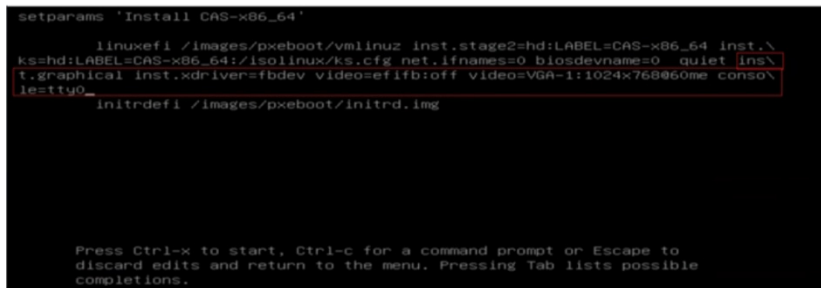 setparams 'Install CAS-x86_64'
linuxefi /images/pxeboot/vmlinuz inst.stage2=hd:LABEL=CAS-x86_64 inst.\
ks=hd:LABEL=CAS-x86_64:/isolinux/ks.cfg net.ifnames=0 biosdevname=0 quiet ins\
t.graphical inst.xdriver=fbdev video=efifb:off video=VGA-1:1024x768@60me conso\
le=tty0_
initrdefi /images/pxeboot/initrd.img
Press Ctrl-x to start, Ctrl-c for a command prompt or Escape to
discard edits and return to the menu. Pressing Tab lists possible
completions.